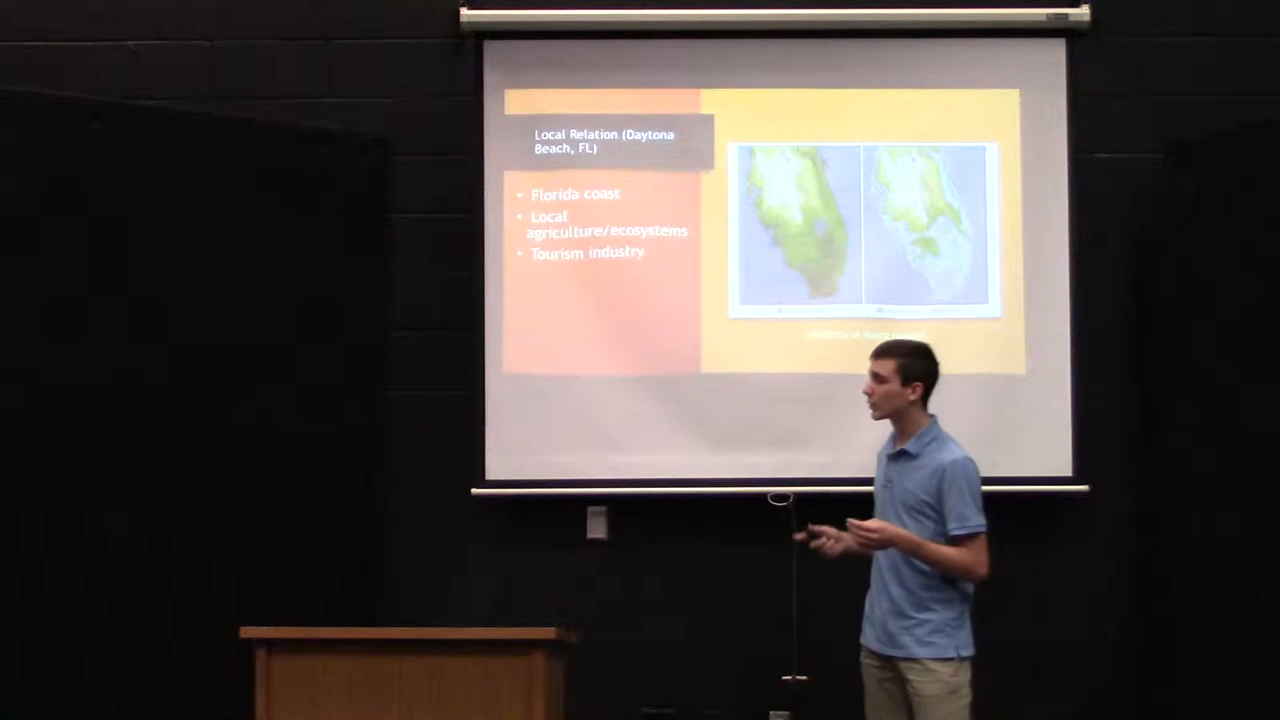 Local Relation (Daytona
Beach, FL)
• Florida coast
• Local
agriculture/ecosystems
• Tourism industry